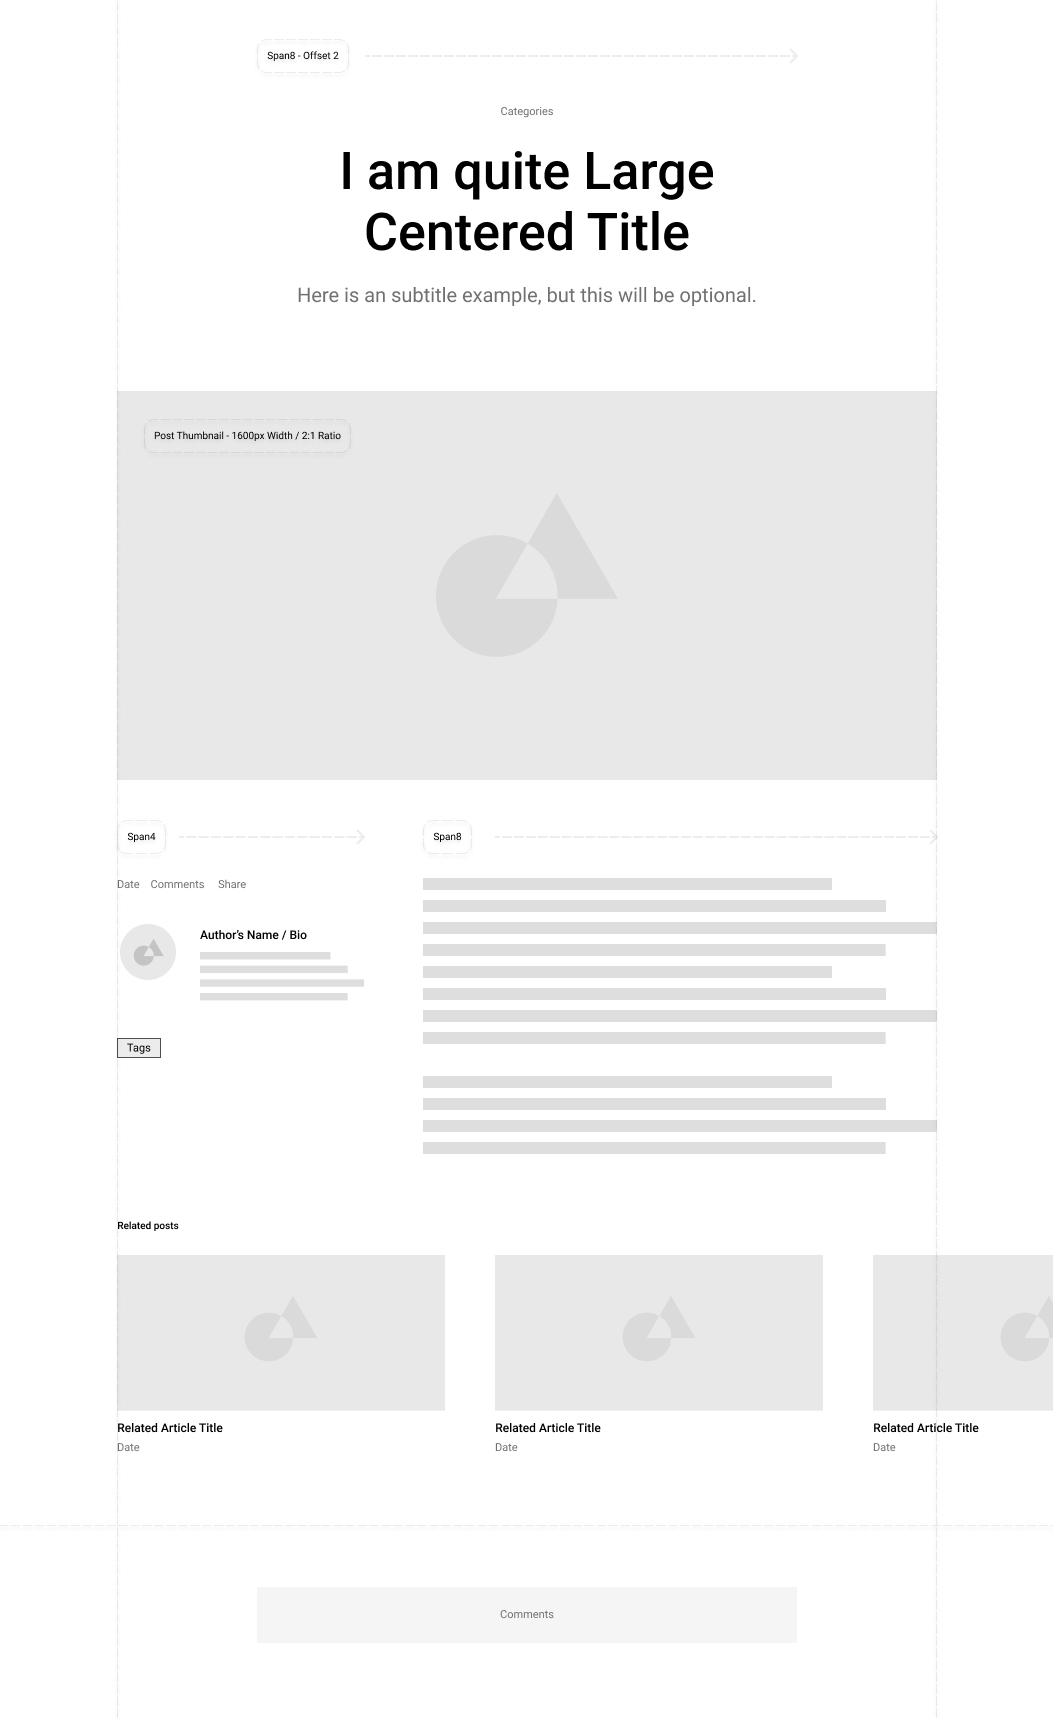 Span8 - Offset 2
Categories
I am quite Large
Centered Title
Here is an subtitle example, but this will be optional.
Post Thumbnail - 1600px Width / 2:1 Ratio
Span4
Span8
Date Comments Share
Author's Name / Bio
Tags
Related posts
Related Article Title
Date
Related Article Title
Date
Related Article Title
Date
Comments